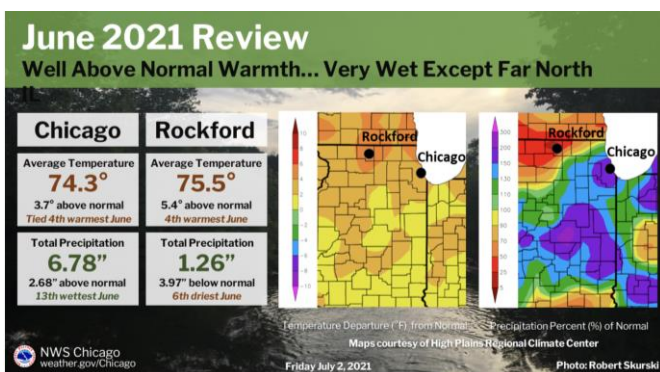 June 2021 Review
Well Above Normal Warmth... Very Wet Except Far North
IL
Chicago
Average Temperature
74.3°
3.7° above normal
Tied 4th warmest June
Total Precipitation
6.78"
2.68" above normal
13th wettest June
Rockford
Average Temperature
75.5°
5.4° above normal
4th warmest June
Total Precipitation
1.26"
3.97" below normal
6th driest June
Rockford
Chicago
Temperature Departure (°F) from Normal
Rockford
Chicago
Precipitation Percent (%) of Normal
Maps courtesy of High Plains Regional Climate Center
NWS Chicago
weather.gov/Chicago
Friday July 2, 2021
Photo: Robert Skurski